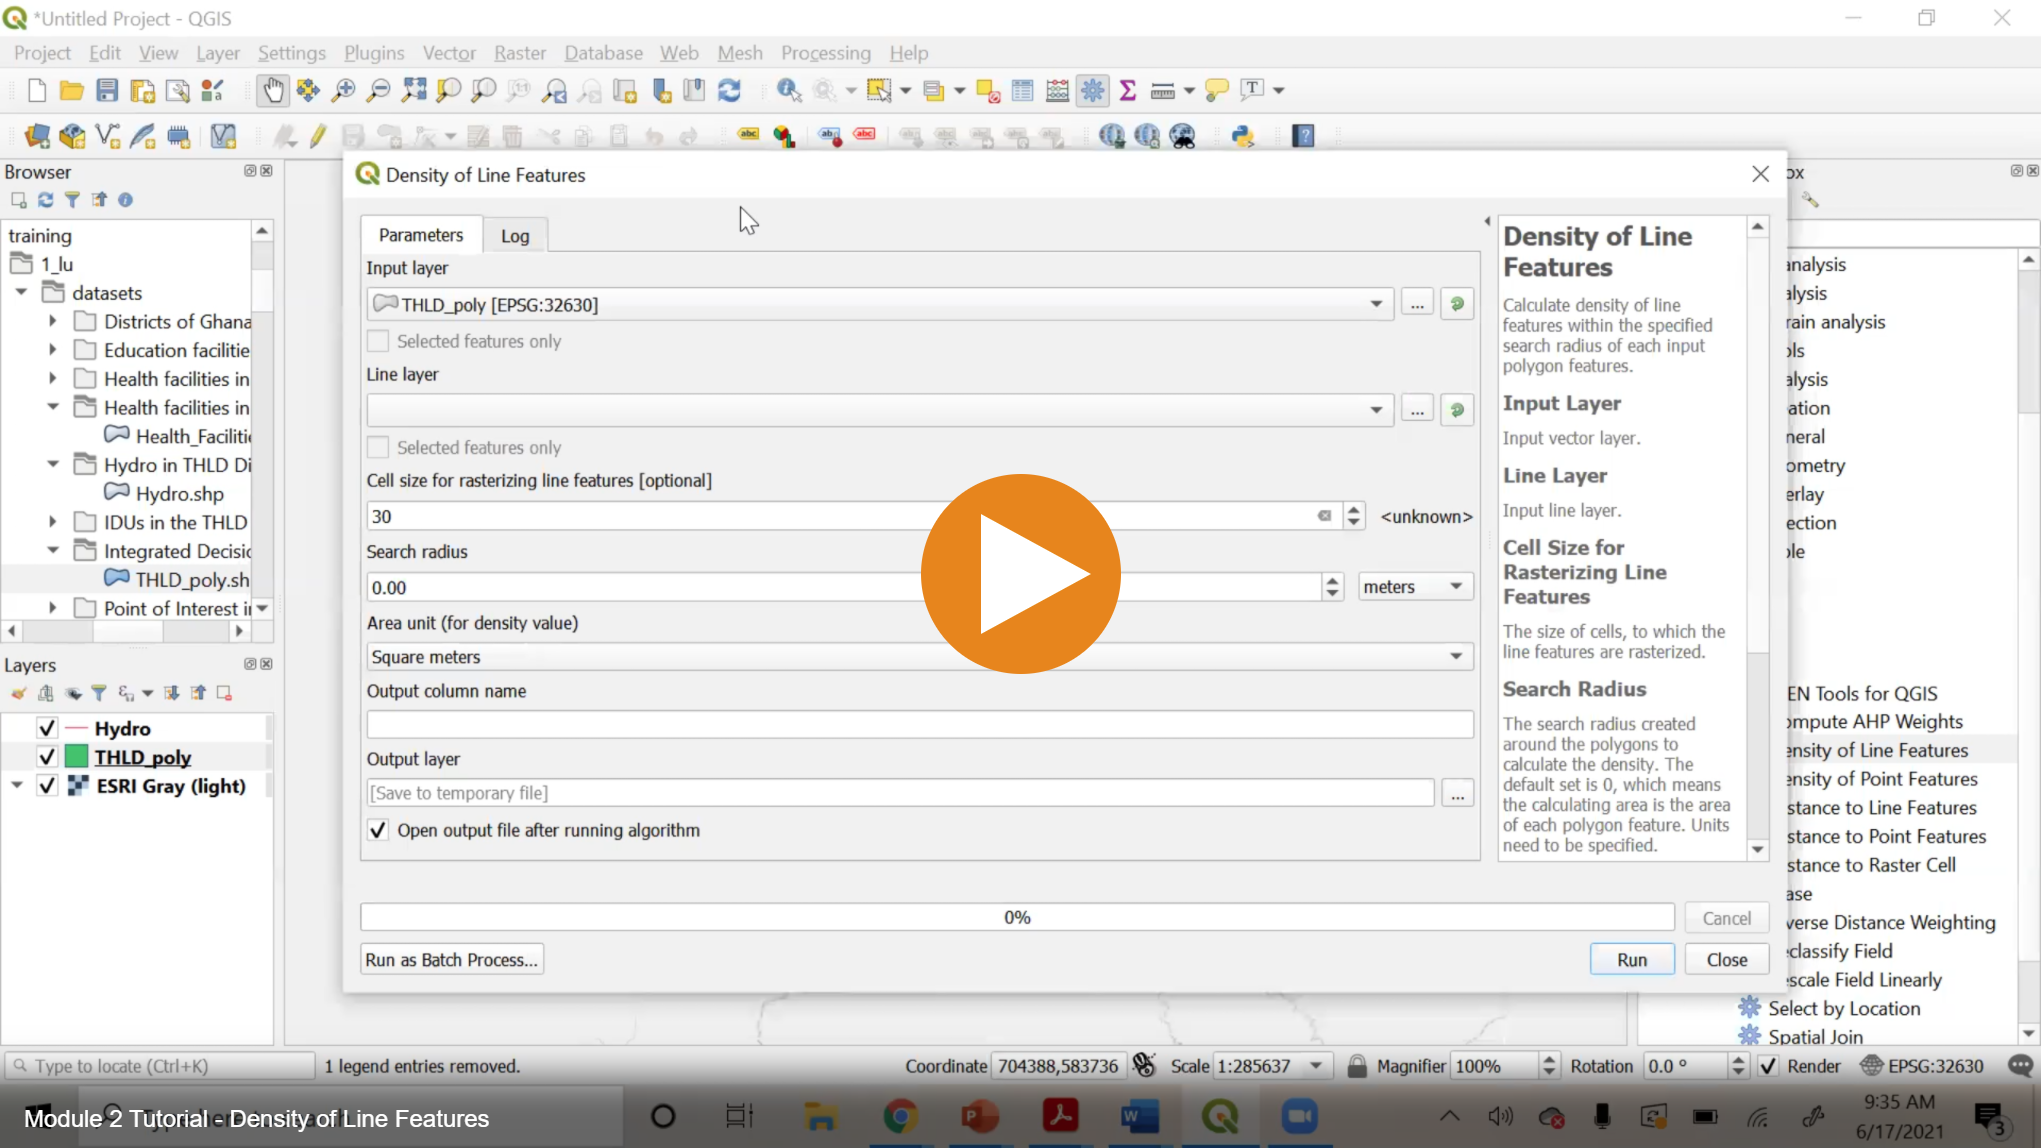 *Untitled Project - QGIS
Project Edit View Layer Settings Plugins Vector Raster Database Web Mesh Processing Help
Browser
training
1_lu
datasets
Districts of Ghana
Education facilitie
Health facilities in
Health facilities in
Health_Faciliti
Hydro in THLD Di
Hydro.shp
IDUs in the THLD
Integrated Decisic
THLD_poly.sh
Point of Interest i
Layers
Hydro
THLD_poly
ESRI Gray (light)
Density of Line Features
Parameters Log
Input layer
THLD_poly [EPSG:32630]
...
Selected features only
Line layer
...
Selected features only
Cell size for rasterizing line features [optional]
30
<unknown>
Search radius
0.00
meters
Area unit (for density value)
Square meters
Output column name
Output layer
[Save to temporary file]
...
Open output file after running algorithm
0%
Cancel
Run as Batch Process...
Run
Close
Density of Line
Features
Calculate density of line
features within the specified
search radius of each input
polygon features.
Input Layer
Input vector layer.
Line Layer
Input line layer.
Cell Size for
Rasterizing Line
Features
The size of cells, to which the
line features are rasterized.
Search Radius
The search radius created
around the polygons to
calculate the density. The
default set is 0, which means
the calculating area is the area
of each polygon feature. Units
need to be specified.
ox
analysis
alysis
rain analysis
ols
alysis
ation
neral
ometry
erlay
ection
ole
EN Tools for QGIS
ompute AHP Weights
ensity of Line Features
ensity of Point Features
stance to Line Features
stance to Point Features
stance to Raster Cell
ase
verse Distance Weighting
eclassify Field
escale Field Linearly
Select by Location
Spatial Join
Type to locate (Ctrl+K)
1 legend entries removed.
Coordinate 704388,583736
Scale 1:285637
Magnifier 100%
Rotation 0.0 °
Render
EPSG:32630
Module 2 Tutorial - Density of Line Features
9:35 AM
6/17/2021
3